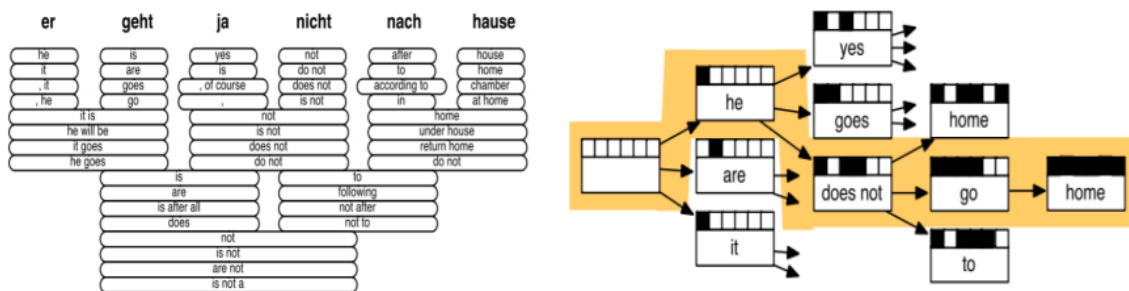 er geht ja nicht nach hause
he is yes not after house
it are is do not to home
, it goes , of course does not according to chamber
, he go , is not in at home
it is not home
he will be is not under house
it goes does not return home
he goes do not do not
is to
are following
is after all not after
does not to
not
is not
are not
is not a
yes
he
goes home
are does not go home
it to